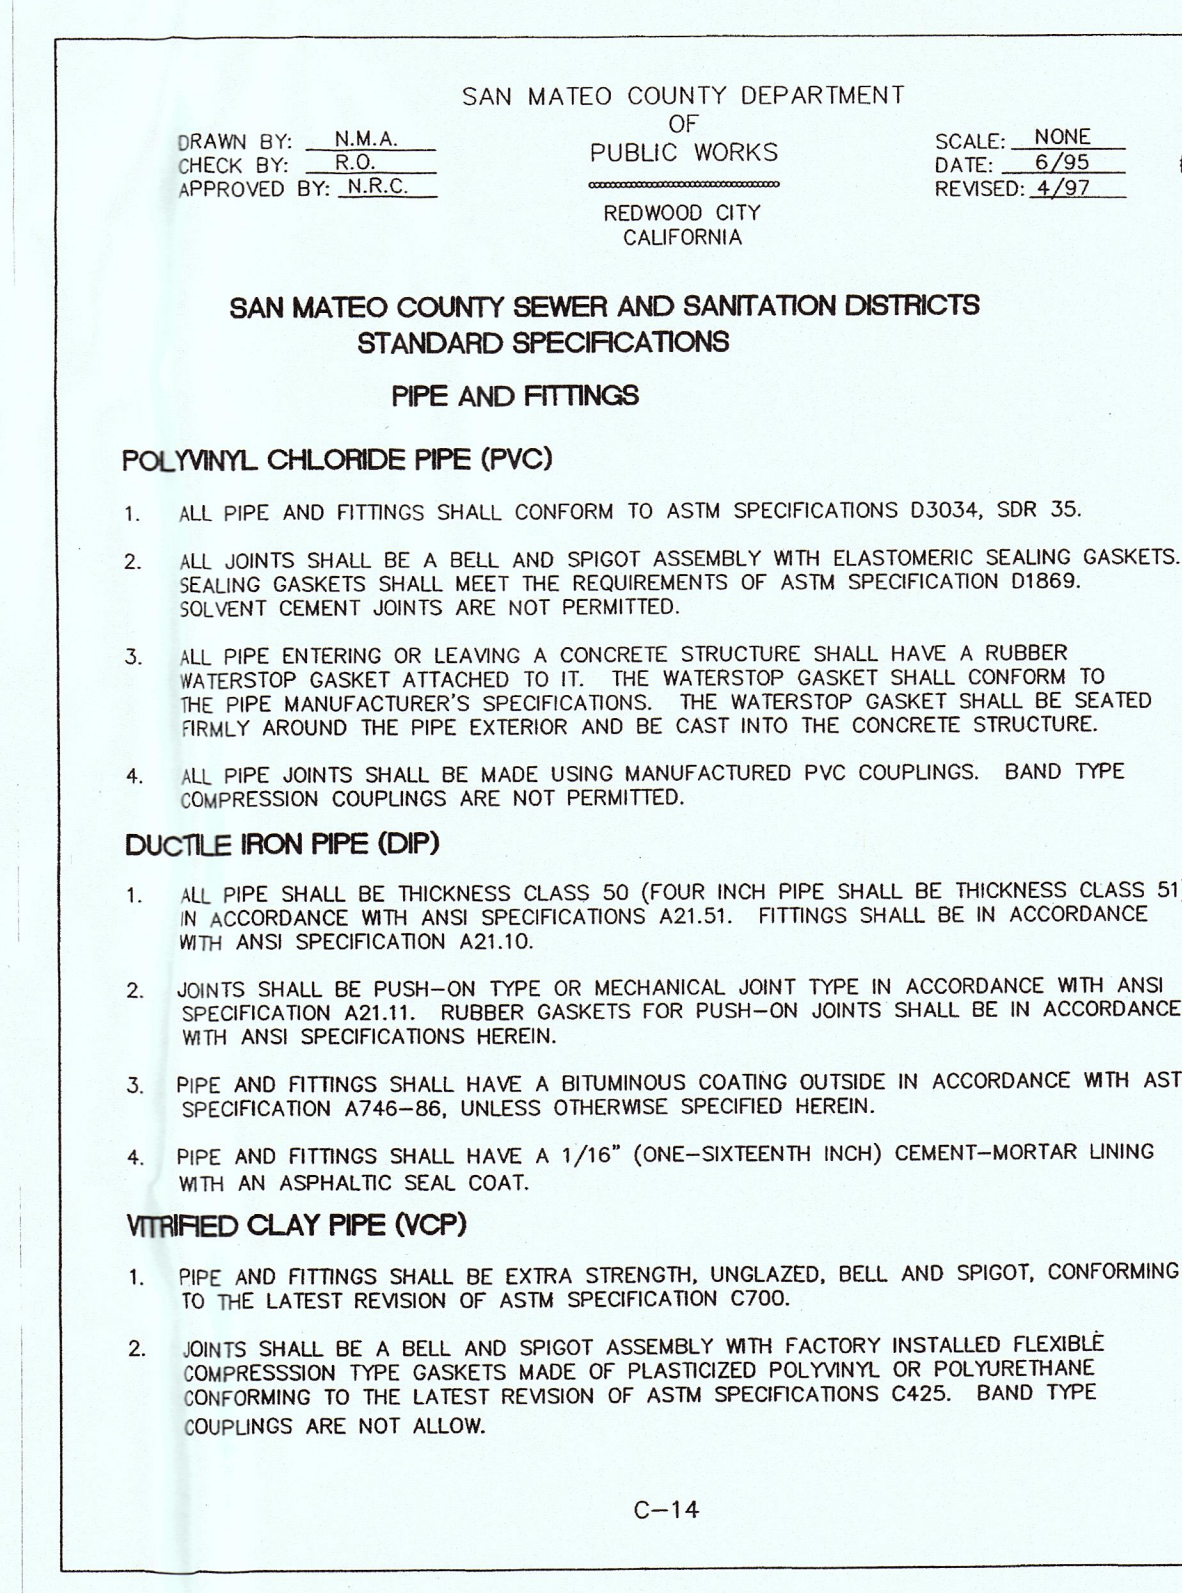 SAN MATEO COUNTY DEPARTMENT
OF
PUBLIC WORKS
REDWOOD CITY
CALIFORNIA
DRAWN BY: N.M.A.
CHECK BY: R.O.
APPROVED BY: N.R.C.
SCALE: NONE
DATE: 6/95
REVISED: 4/97
SAN MATEO COUNTY SEWER AND SANITATION DISTRICTS
STANDARD SPECIFICATIONS
PIPE AND FITTINGS
POLYVINYL CHLORIDE PIPE (PVC)
1. ALL PIPE AND FITTINGS SHALL CONFORM TO ASTM SPECIFICATIONS D3034, SDR 35.
2. ALL JOINTS SHALL BE A BELL AND SPIGOT ASSEMBLY WITH ELASTOMERIC SEALING GASKETS.
SEALING GASKETS SHALL MEET THE REQUIREMENTS OF ASTM SPECIFICATION D1869.
SOLVENT CEMENT JOINTS ARE NOT PERMITTED.
3. ALL PIPE ENTERING OR LEAVING A CONCRETE STRUCTURE SHALL HAVE A RUBBER
WATERSTOP GASKET ATTACHED TO IT. THE WATERSTOP GASKET SHALL CONFORM TO
THE PIPE MANUFACTURER'S SPECIFICATIONS. THE WATERSTOP GASKET SHALL BE SEATED
FIRMLY AROUND THE PIPE EXTERIOR AND BE CAST INTO THE CONCRETE STRUCTURE.
4. ALL PIPE JOINTS SHALL BE MADE USING MANUFACTURED PVC COUPLINGS. BAND TYPE
COMPRESSION COUPLINGS ARE NOT PERMITTED.
DUCTILE IRON PIPE (DIP)
1. ALL PIPE SHALL BE THICKNESS CLASS 50 (FOUR INCH PIPE SHALL BE THICKNESS CLASS 51)
IN ACCORDANCE WITH ANSI SPECIFICATIONS A21.51. FITTINGS SHALL BE IN ACCORDANCE
WITH ANSI SPECIFICATION A21.10.
2. JOINTS SHALL BE PUSH-ON TYPE OR MECHANICAL JOINT TYPE IN ACCORDANCE WITH ANSI
SPECIFICATION A21.11. RUBBER GASKETS FOR PUSH-ON JOINTS SHALL BE IN ACCORDANCE
WITH ANSI SPECIFICATIONS HEREIN.
3. PIPE AND FITTINGS SHALL HAVE A BITUMINOUS COATING OUTSIDE IN ACCORDANCE WITH AST
SPECIFICATION A746-86, UNLESS OTHERWISE SPECIFIED HEREIN.
4. PIPE AND FITTINGS SHALL HAVE A 1/16" (ONE-SIXTEENTH INCH) CEMENT-MORTAR LINING
WITH AN ASPHALTIC SEAL COAT.
VITRIFIED CLAY PIPE (VCP)
1. PIPE AND FITTINGS SHALL BE EXTRA STRENGTH, UNGLAZED, BELL AND SPIGOT, CONFORMING
TO THE LATEST REVISION OF ASTM SPECIFICATION C700.
2. JOINTS SHALL BE A BELL AND SPIGOT ASSEMBLY WITH FACTORY INSTALLED FLEXIBLE
COMPRESSSION TYPE GASKETS MADE OF PLASTICIZED POLYVINYL OR POLYURETHANE
CONFORMING TO THE LATEST REVISION OF ASTM SPECIFICATIONS C425. BAND TYPE
COUPLINGS ARE NOT ALLOW.
C-14